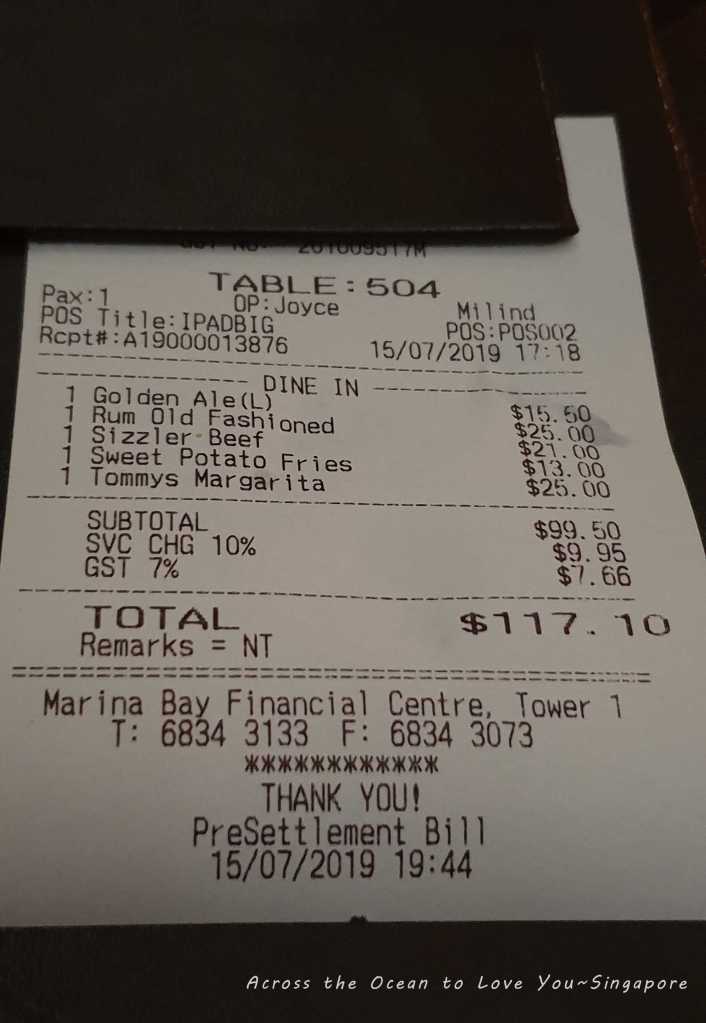 GST NO: 201009517M
TABLE:504
Pax:1 OP:Joyce Milind
POS Title:IPADBIG POS:POS002
Rcpt#:A19000013876 15/07/2019 17:18
DINE IN
1 Golden Ale(L) $15.50
1 Rum Old Fashioned $25.00
1 Sizzler Beef $21.00
1 Sweet Potato Fries $13.00
1 Tommys Margarita $25.00
SUBTOTAL $99.50
SVC CHG 10% $9.95
GST 7% $7.66
TOTAL $117.10
Remarks = NT
Marina Bay Financial Centre, Tower 1
T: 6834 3133 F: 6834 3073
************
THANK YOU!
PreSettlement Bill
15/07/2019 19:44
Across the Ocean to Love You~Singapore